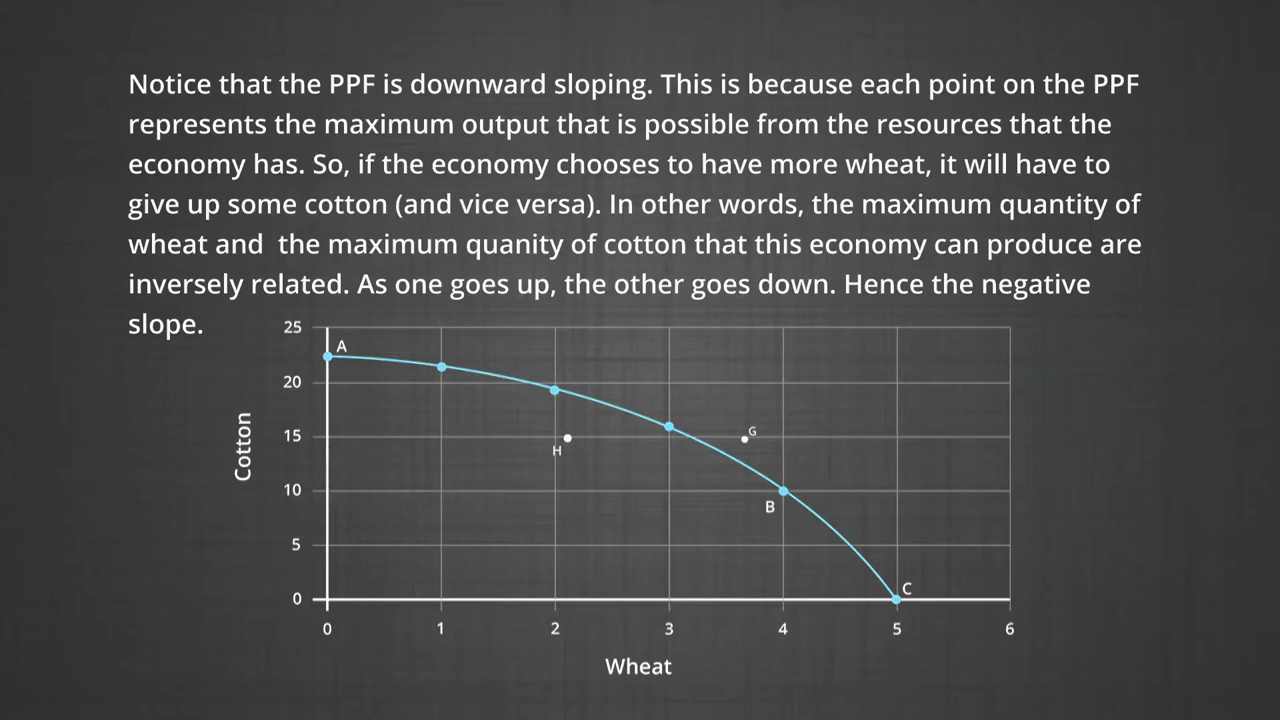 Notice that the PPF is downward sloping. This is because each point on the PPF
represents the maximum output that is possible from the resources that the
economy has. So, if the economy chooses to have more wheat, it will have to
give up some cotton (and vice versa). In other words, the maximum quantity of
wheat and  the maximum quanity of cotton that this economy can produce are
inversely related. As one goes up, the other goes down. Hence the negative
slope.
25
A
20
Cotton
15
H
G
10
B
5
0
C
0 1 2 3 4 5 6
Wheat